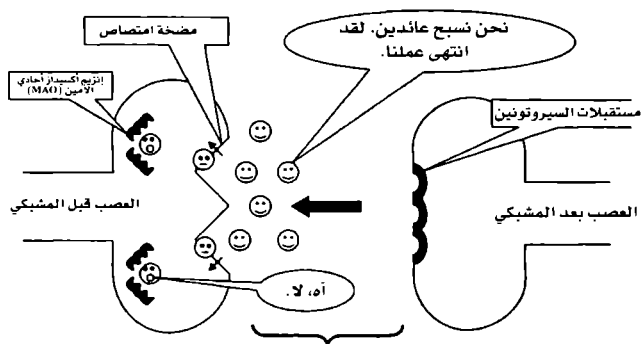 نحن نسبح عائدين. لقد
انتهى عملنا.
مضخة امتصاص
إنزيم أكسيداز أحادي
الأمين (MAO)
مستقبلات السيروتونين
العصب قبل المشبكي
العصب بعد المشبكي
آه، لا.